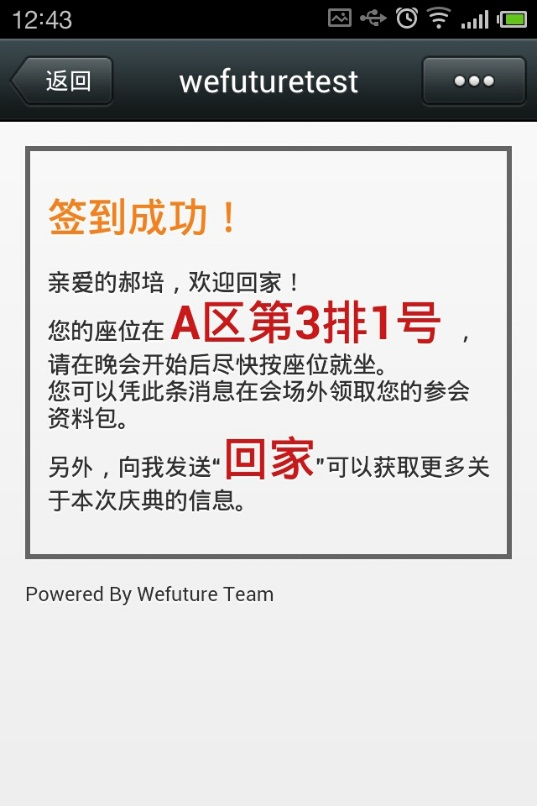 12:43
返回
wefuturetest
签到成功！
亲爱的郝培，欢迎回家！
您的座位在 A区第3排1号 ，
请在晚会开始后尽快按座位就坐。
您可以凭此条消息在会场外领取您的参会
资料包。
另外，向我发送“回家”可以获取更多关
于本次庆典的信息。
Powered By Wefuture Team